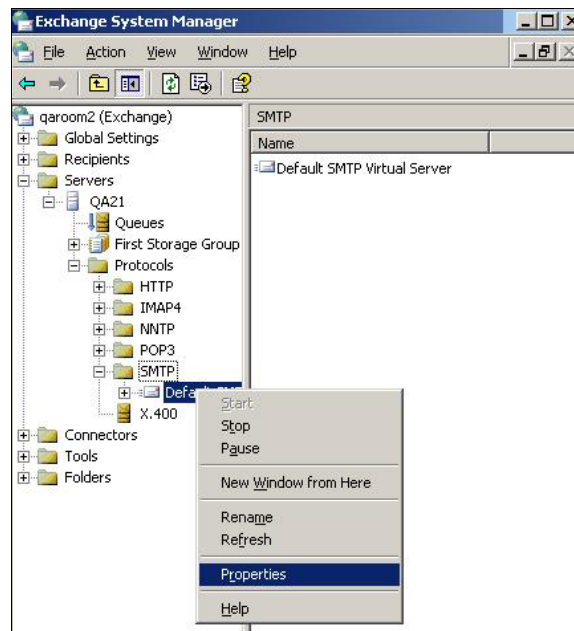 Exchange System Manager
File Action View Window Help
qaroom2 (Exchange)
SMTP
Name
Global Settings
Default SMTP Virtual Server
Recipients
Servers
QA21
Queues
First Storage Group
Protocols
HTTP
IMAP4
NNTP
POP3
SMTP
Default
X.400
Connectors
Tools
Folders
Start
Stop
Pause
New Window from Here
Rename
Refresh
Properties
Help